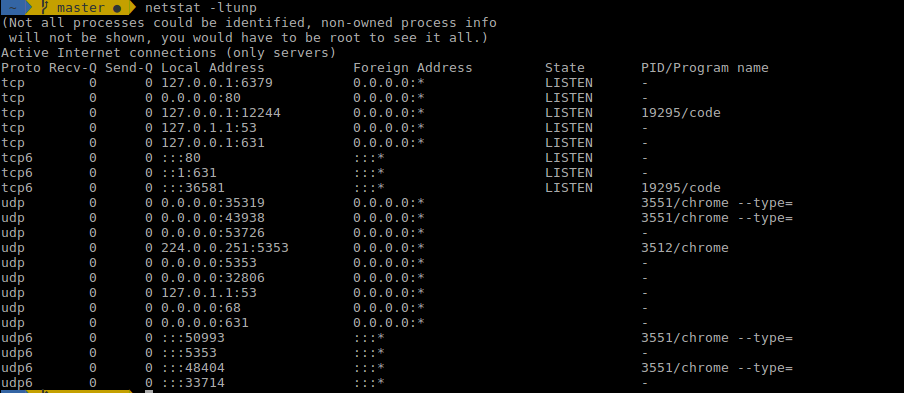 ~ master ● netstat -ltunp
(Not all processes could be identified, non-owned process info
 will not be shown, you would have to be root to see it all.)
Active Internet connections (only servers)
Proto Recv-Q Send-Q Local Address           Foreign Address         State       PID/Program name
tcp        0      0 127.0.0.1:6379          0.0.0.0:*               LISTEN      -
tcp        0      0 0.0.0.0:80              0.0.0.0:*               LISTEN      -
tcp        0      0 127.0.0.1:12244         0.0.0.0:*               LISTEN      19295/code
tcp        0      0 127.0.1.1:53            0.0.0.0:*               LISTEN      -
tcp        0      0 127.0.0.1:631           0.0.0.0:*               LISTEN      -
tcp6       0      0 :::80                   :::*                    LISTEN      -
tcp6       0      0 ::1:631                 :::*                    LISTEN      -
tcp6       0      0 :::36581                :::*                    LISTEN      19295/code
udp        0      0 0.0.0.0:35319           0.0.0.0:*                           3551/chrome --type=
udp        0      0 0.0.0.0:43938           0.0.0.0:*                           3551/chrome --type=
udp        0      0 0.0.0.0:53726           0.0.0.0:*                           -
udp        0      0 224.0.0.251:5353        0.0.0.0:*                           3512/chrome
udp        0      0 0.0.0.0:5353            0.0.0.0:*                           -
udp        0      0 0.0.0.0:32806           0.0.0.0:*                           -
udp        0      0 127.0.1.1:53            0.0.0.0:*                           -
udp        0      0 0.0.0.0:68              0.0.0.0:*                           -
udp        0      0 0.0.0.0:631             0.0.0.0:*                           -
udp6       0      0 :::50993                :::*                                3551/chrome --type=
udp6       0      0 :::5353                 :::*                                -
udp6       0      0 :::48404                :::*                                3551/chrome --type=
udp6       0      0 :::33714                :::*                                -